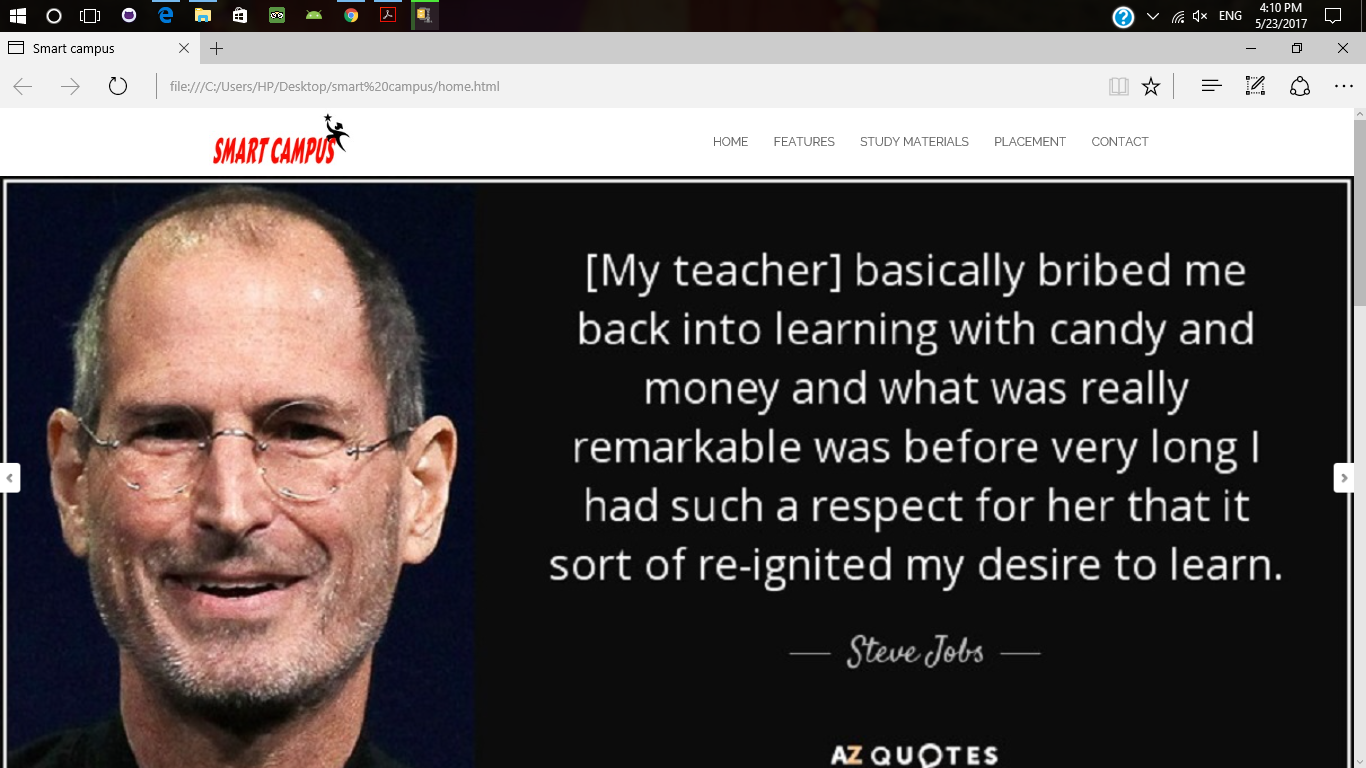 4:10 PM
ENG
5/23/2017
Smart campus
file:///C:/Users/HP/Desktop/smart%20campus/home.html
SMART CAMPUS
HOME FEATURES STUDY MATERIALS PLACEMENT CONTACT
[My teacher] basically bribed me
back into learning with candy and
money and what was really
remarkable was before very long I
had such a respect for her that it
sort of re-ignited my desire to learn.
Steve Jobs
AZ QUOTES